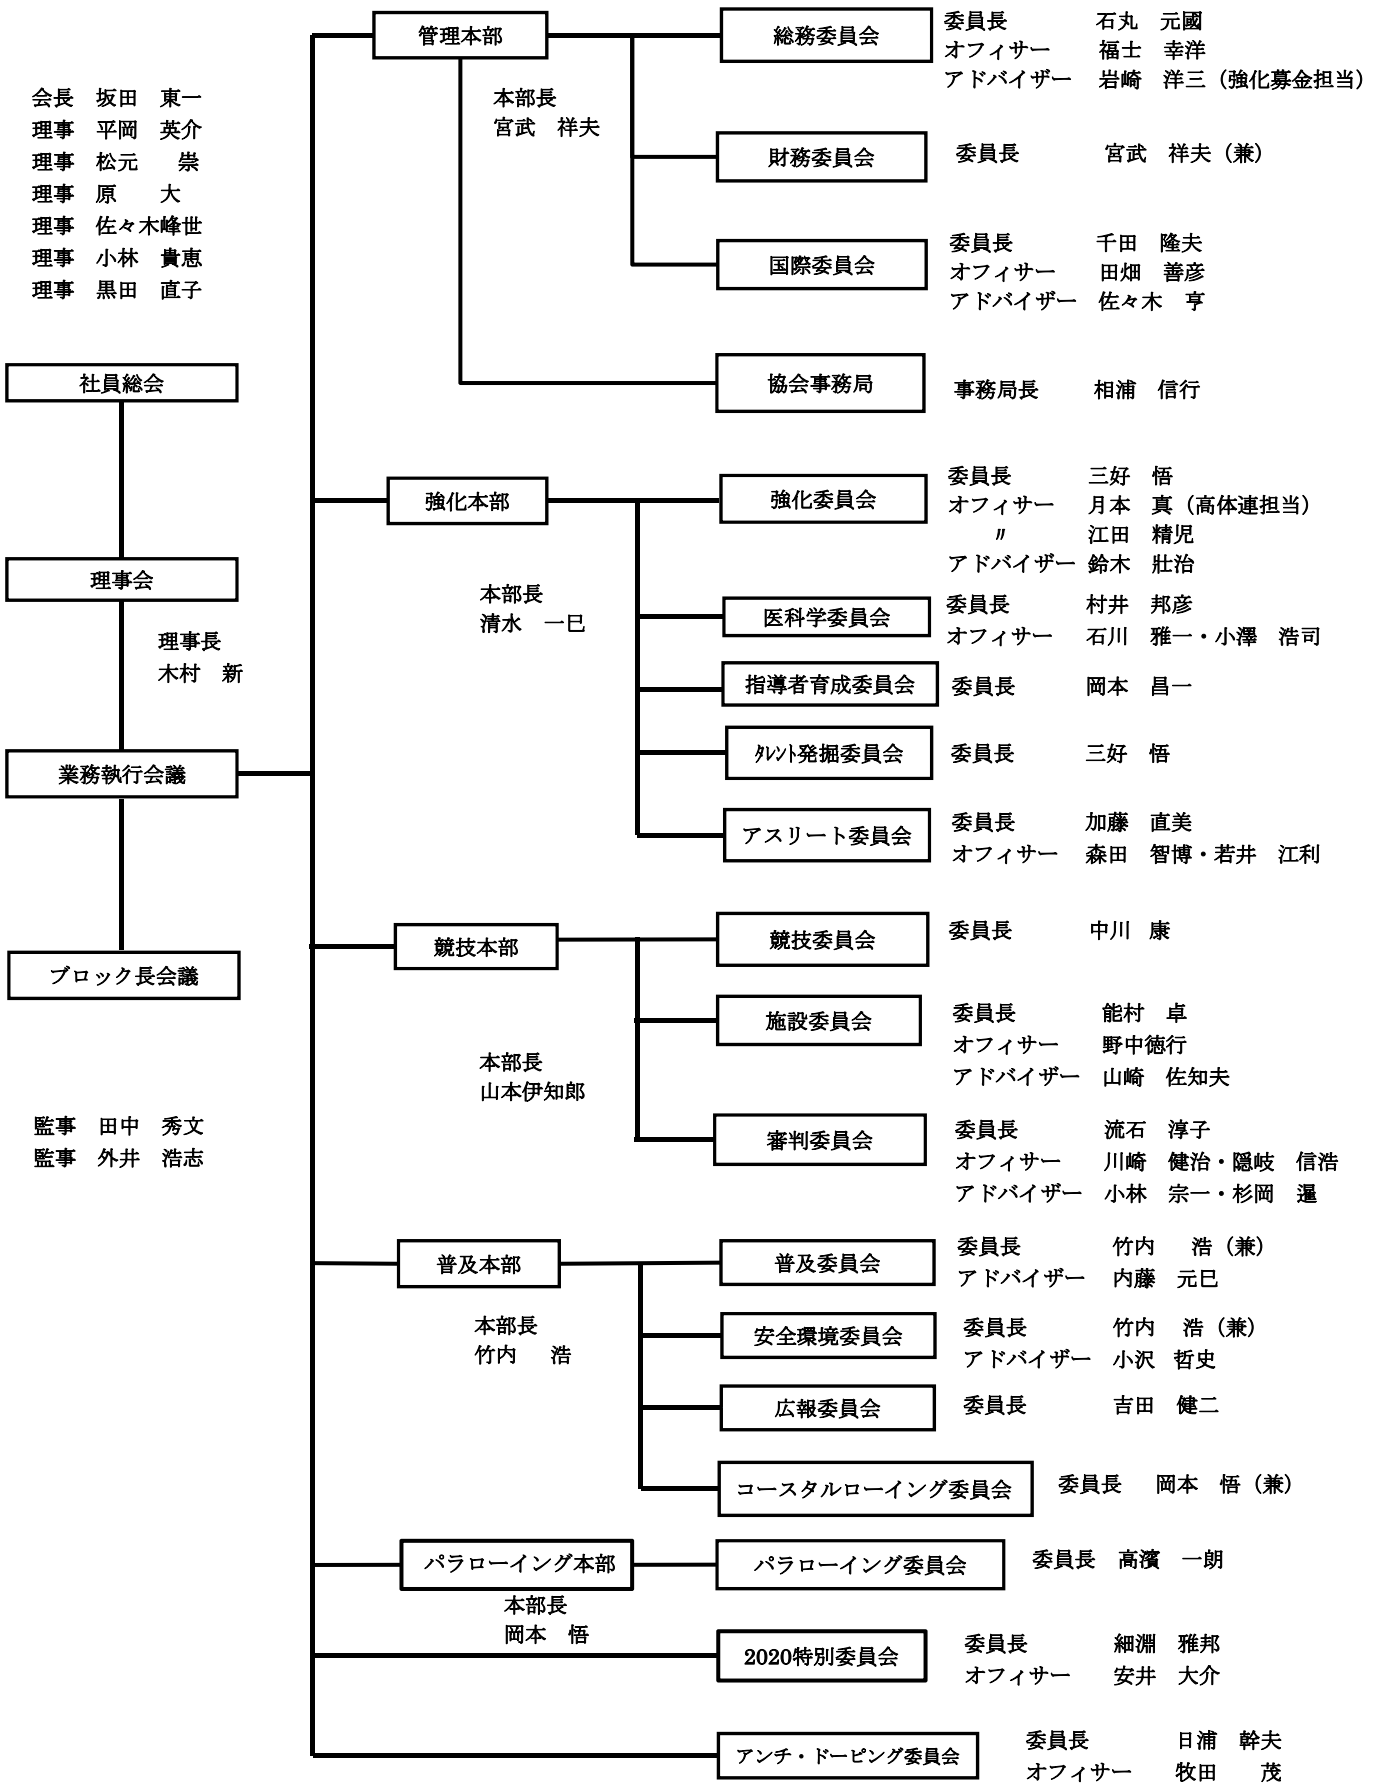 会長　坂田　東一
理事　平岡　英介
理事　松元　　崇
理事　原　　大
理事　佐々木峰世
理事　小林　貴恵
理事　黒田　直子
社員総会
理事会
理事長
木村　新
業務執行会議
ブロック長会議
監事　田中　秀文
監事　外井　浩志
管理本部
本部長
宮武　祥夫
総務委員会
委員長　石丸　元國
オフィサー　福士　幸洋
アドバイザー　岩崎　洋三（強化募金担当）
財務委員会
委員長　宮武　祥夫（兼）
国際委員会
委員長　千田　隆夫
オフィサー　田畑　善彦
アドバイザー　佐々木　亨
協会事務局
事務局長　相浦　信行
強化本部
本部長
清水　一巳
強化委員会
委員長　三好　悟
オフィサー　月本　真（高体連担当）
〃　江田　精児
アドバイザー　鈴木　壯治
医科学委員会
委員長　村井　邦彦
オフィサー　石川　雅一・小澤　浩司
指導者育成委員会
委員長　岡本　昌一
ﾀﾚﾝﾄ発掘委員会
委員長　三好　悟
アスリート委員会
委員長　加藤　直美
オフィサー　森田　智博・若井　江利
競技本部
本部長
山本伊知郎
競技委員会
委員長　中川　康
施設委員会
委員長　能村　卓
オフィサー　野中徳行
アドバイザー　山崎　佐知夫
審判委員会
委員長　流石　淳子
オフィサー　川崎　健治・隠岐　信浩
アドバイザー　小林　宗一・杉岡　暹
普及本部
本部長
竹内　浩
普及委員会
委員長　竹内　浩（兼）
アドバイザー　内藤　元巳
安全環境委員会
委員長　竹内　浩（兼）
アドバイザー　小沢　哲史
広報委員会
委員長　吉田　健二
コースタルローイング委員会
委員長　岡本　悟（兼）
パラローイング本部
本部長
岡本　悟
パラローイング委員会
委員長　高濱　一朗
2020特別委員会
委員長　細淵　雅邦
オフィサー　安井　大介
アンチ・ドーピング委員会
委員長　日浦　幹夫
オフィサー　牧田　茂